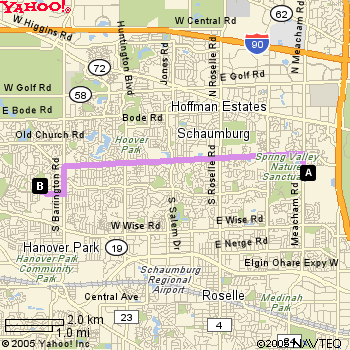 YAHOO!
W Higgins Rd
W Central Rd
90
72
Huntington Blvd
Jones Rd
N Roselle Rd
N Meacham Rd
E Golf Rd
W Golf Rd
58
E Bode Rd
Bode Rd
Hoffman Estates
Old Church Rd
Hoover
Park
Schaumburg
S Barrington Rd
B
S Roselle Rd
Spring Valley
Nature
Sanctuary
A
Meacham Rd
S Salem Dr
W Wise Rd
E Wise Rd
E Nerge Rd
Hanover Park
19
Hanover Park
Community
Park
Elgin Ohare Expy W
Schaumburg
Regional
Airport
Central Ave
Roselle
Medinah Park
2.0 km
1.0 mi
23
4
© 2005 Yahoo! Inc
NAVTEQ